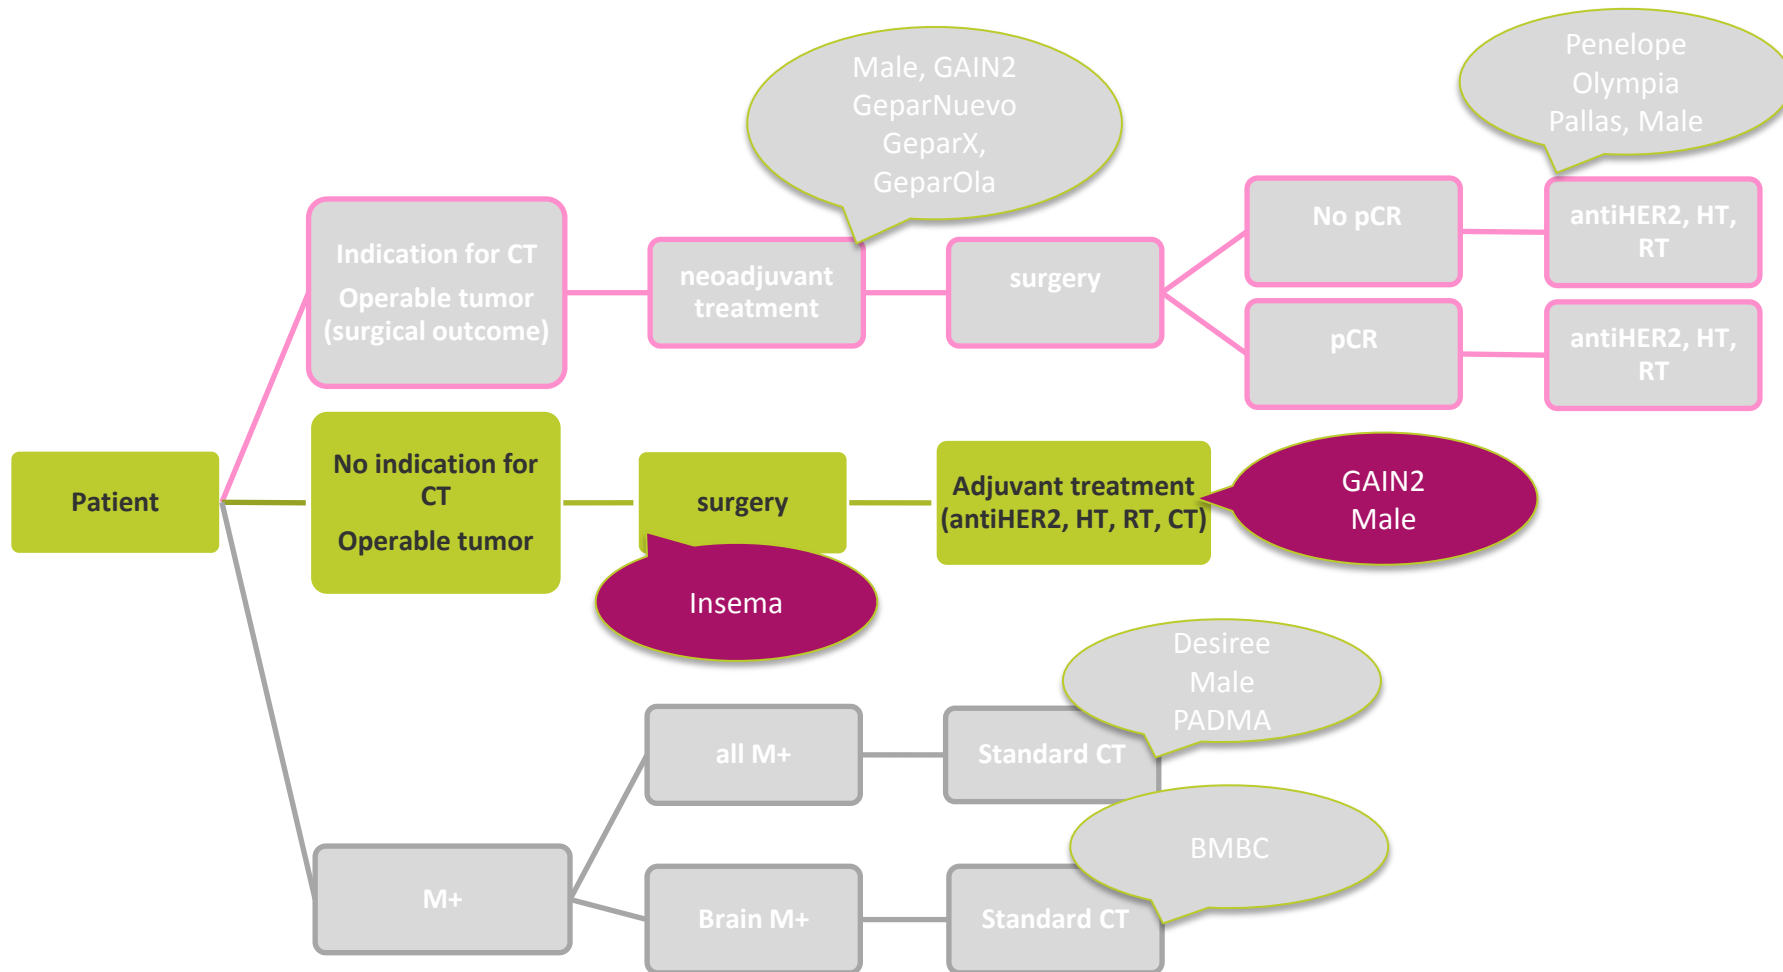 Male, GAIN2
GeparNuevo
GeparX,
GeparOla
Penelope
Olympia
Pallas, Male
Indication for CT
Operable tumor
(surgical outcome)
neoadjuvant
treatment
surgery
No pCR
antiHER2, HT,
RT
pCR
antiHER2, HT,
RT
Patient
No indication for
CT
Operable tumor
surgery
Adjuvant treatment
(antiHER2, HT, RT, CT)
GAIN2
Male
Insema
Desiree
Male
PADMA
all M+
Standard CT
BMBC
M+
Brain M+
Standard CT